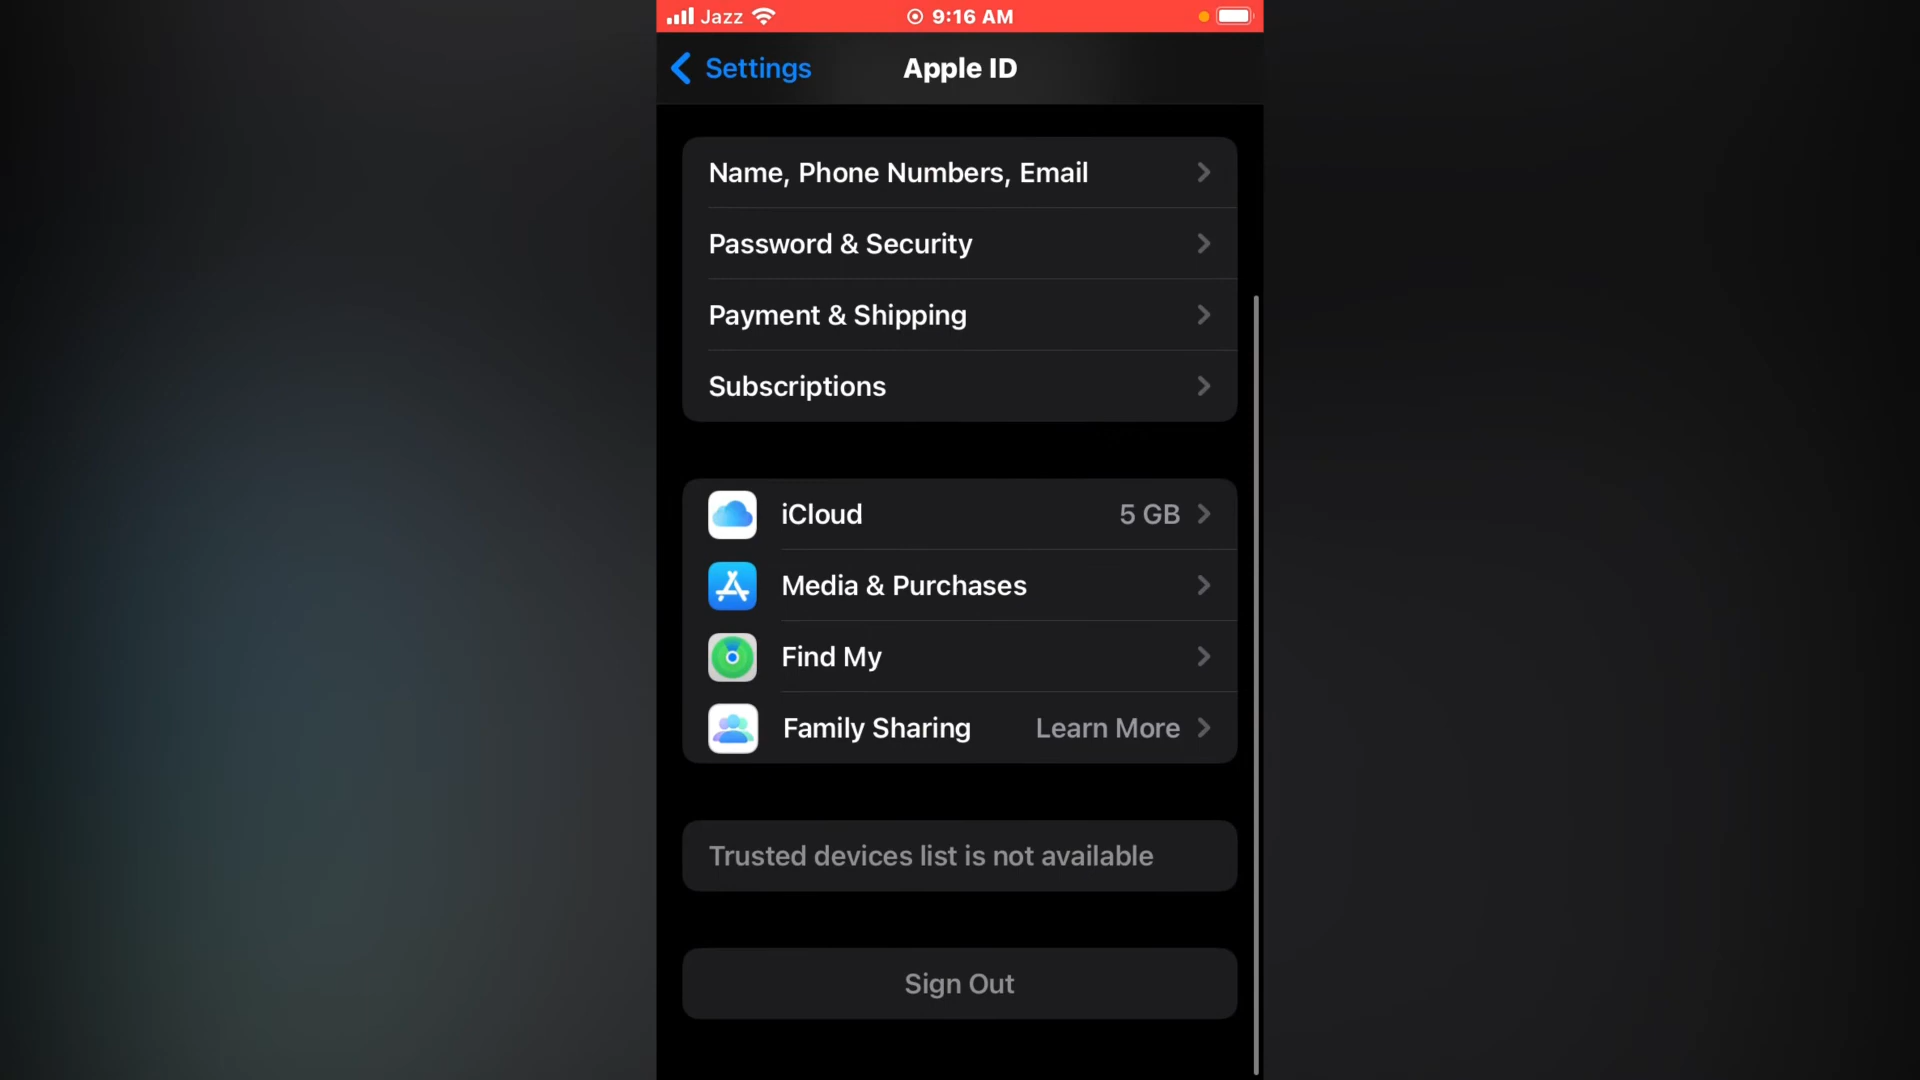 Jazz 9:16 AM
Settings Apple ID
Name, Phone Numbers, Email
Password & Security
Payment & Shipping
Subscriptions
iCloud 5 GB
Media & Purchases
Find My
Family Sharing Learn More
Trusted devices list is not available
Sign Out